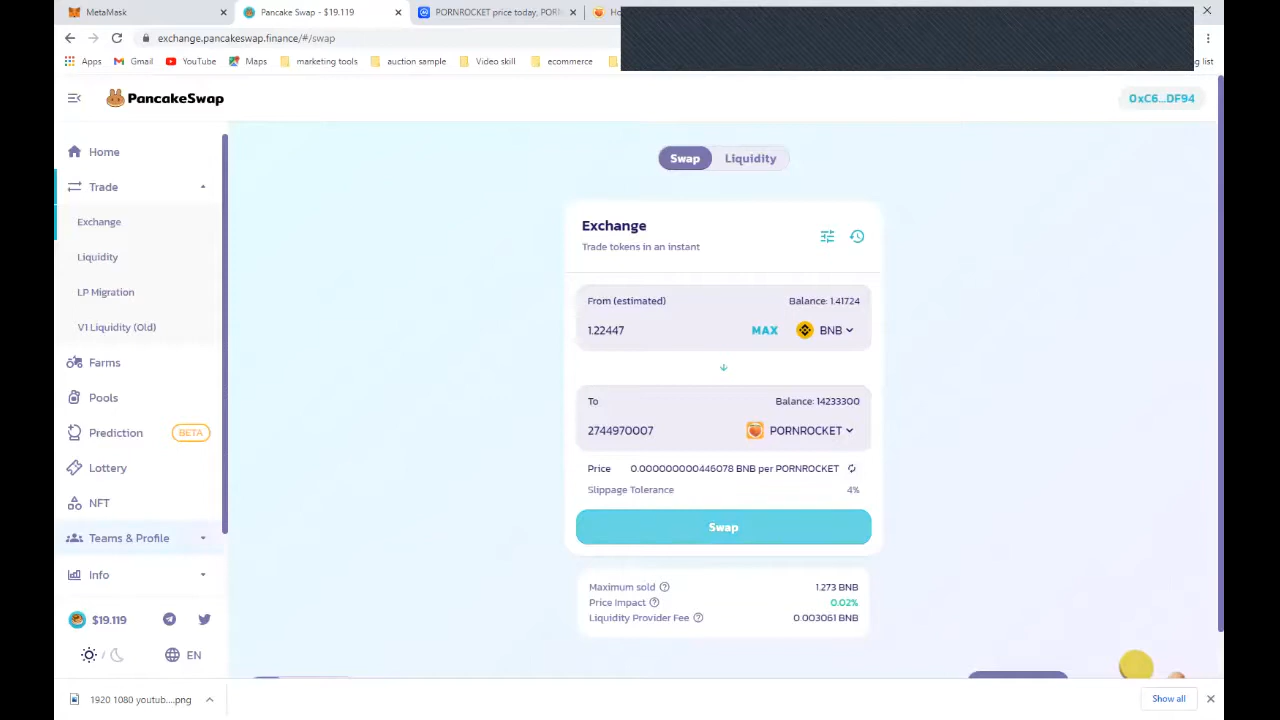 MetaMask
Pancake Swap - $19.119
PORNROCKET price today, PORN
exchange.pancakeswap.finance/#/swap
Apps
Gmail
YouTube
Maps
marketing tools
auction sample
Video skill
ecommerce
ng list
PancakeSwap
0xC6...DF94
Home
Trade
Exchange
Liquidity
LP Migration
V1 Liquidity (Old)
Farms
Pools
Prediction BETA
Lottery
NFT
Teams & Profile
Info
$19.119
/ EN
Swap Liquidity
Exchange
Trade tokens in an instant
From (estimated) Balance: 1.41724
1.22447 MAX BNB
To Balance: 14233300
2744970007 PORNROCKET
Price 0.000000000446078 BNB per PORNROCKET
Slippage Tolerance 4%
Swap
Maximum sold 1.273 BNB
Price Impact 0.02%
Liquidity Provider Fee 0.003061 BNB
1920 1080 youtub....png
Show all